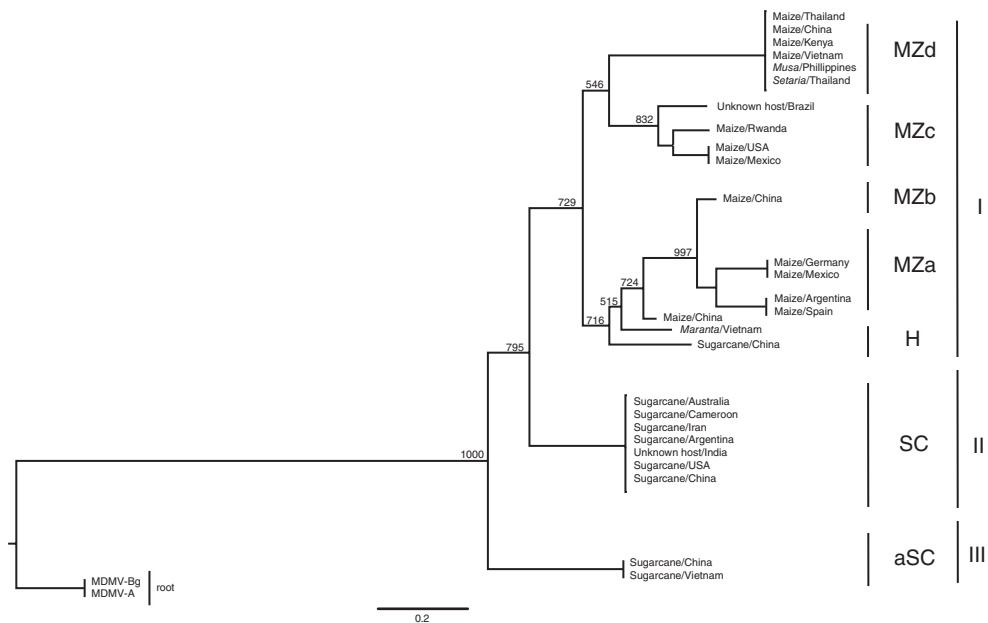 Maize/Thailand
Maize/China
Maize/Kenya
Maize/Vietnam
Musa/Phillippines
Setaria/Thailand
MZd
546
Unknown host/Brazil
832
Maize/Rwanda
MZc
Maize/USA
Maize/Mexico
729
Maize/China
MZb
I
997
Maize/Germany
Maize/Mexico
MZa
724
Maize/Argentina
Maize/Spain
515
716
Maize/China
Maranta/Vietnam
H
Sugarcane/China
795
Sugarcane/Australia
Sugarcane/Cameroon
Sugarcane/Iran
Sugarcane/Argentina
Unknown host/India
Sugarcane/USA
Sugarcane/China
SC
II
1000
Sugarcane/China
Sugarcane/Vietnam
aSC
III
MDMV-Bg
MDMV-A
root
0.2